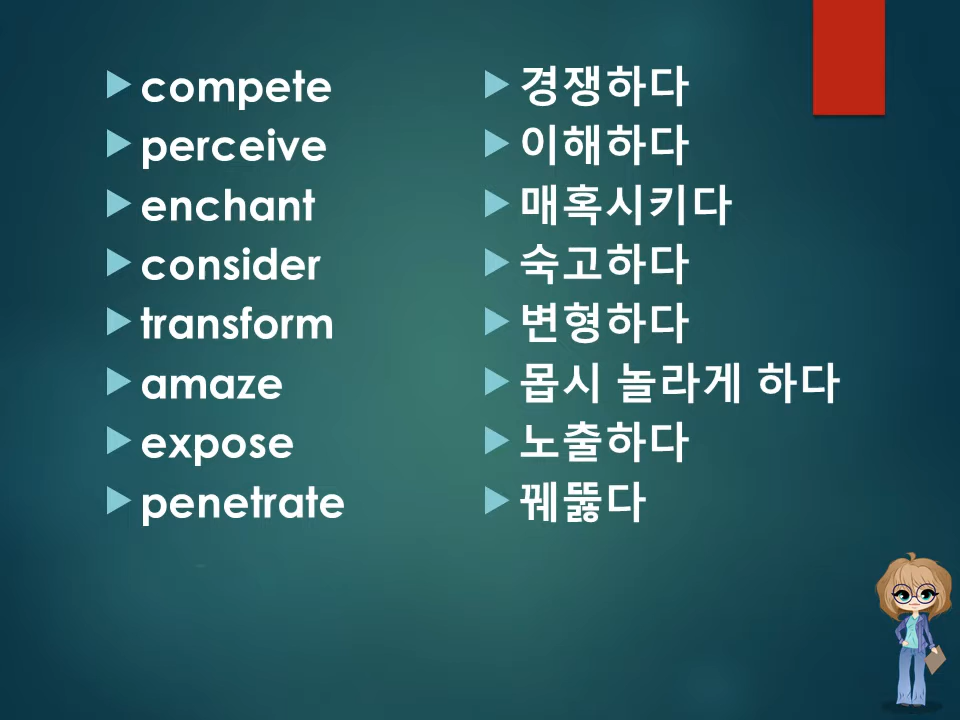 compete
perceive
enchant
consider
transform
amaze
expose
penetrate
경쟁하다
이해하다
매혹시키다
숙고하다
변형하다
몹시 놀라게 하다
노출하다
꿰뚫다